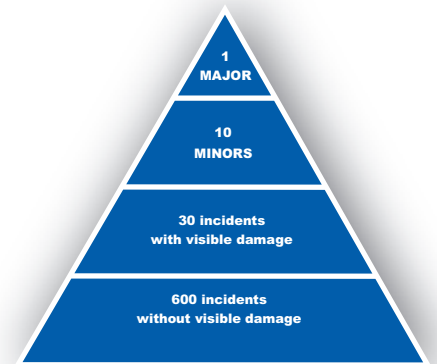 1
MAJOR
10
MINORS
30 incidents
with visible damage
600 incidents
without visible damage